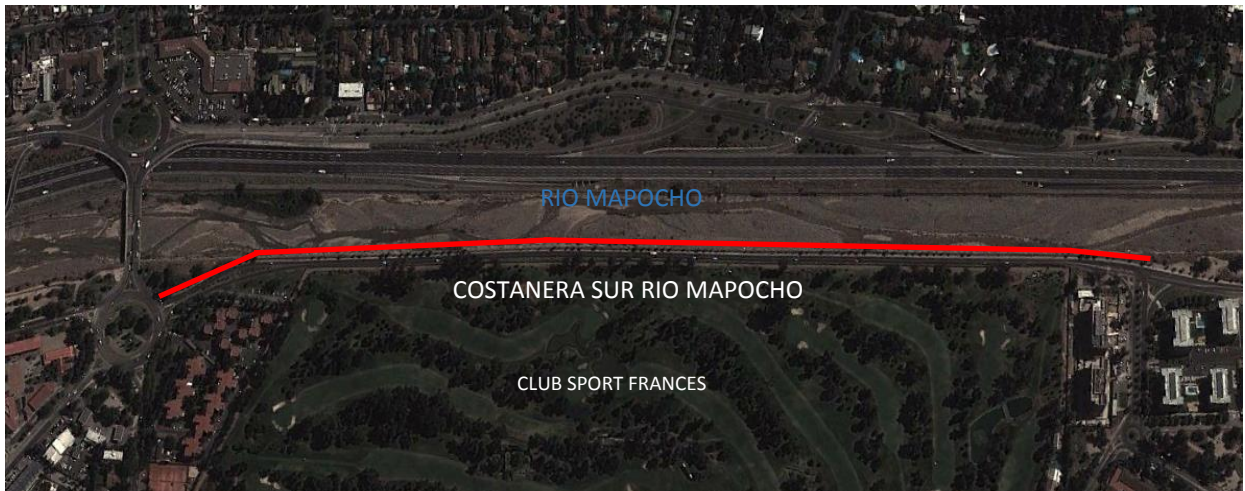 RIO MAPOCHO
COSTANERA SUR RIO MAPOCHO
CLUB SPORT FRANCES